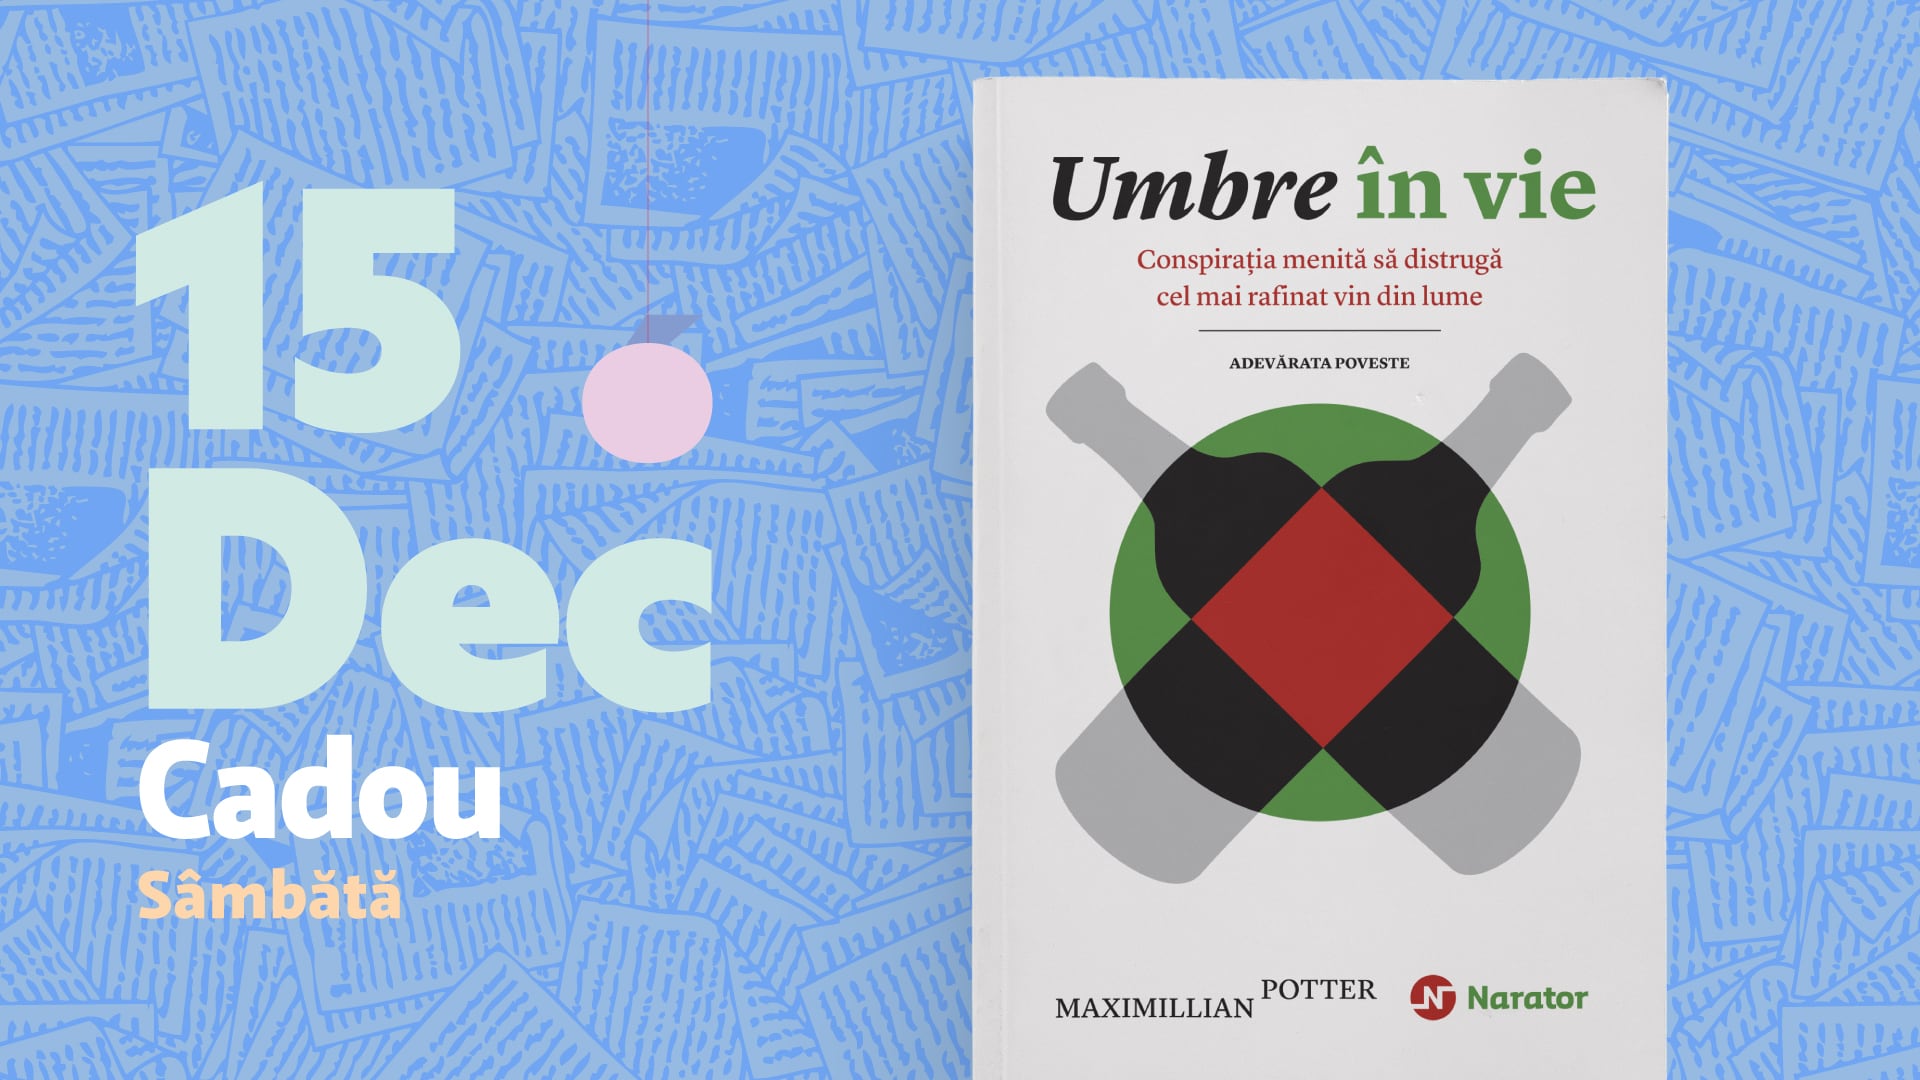 15
Dec
Cadou
Sâmbătă
Umbre în vie
Conspirația menită să distrugă
cel mai rafinat vin din lume
ADEVĂRATA POVESTE
MAXIMILLIAN POTTER
N Narator